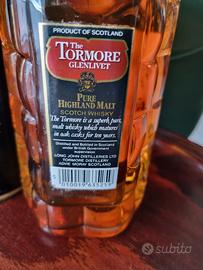 PRODUCT OF SCOTLAND
The
TORMORE
GLENLIVET
PURE
HIGHLAND MALT
SCOTCH WHISKY
The Tormore is a superb pure,
malt whisky which matures
in oak casks for ten years.
Distilled and Bottled in Scotland
under British Government
supervision
LONG JOHN DISTILLERIES LTD
TORMORE DISTILLERY
ADVIE MORAY SCOTLAND
5010019635253
subito